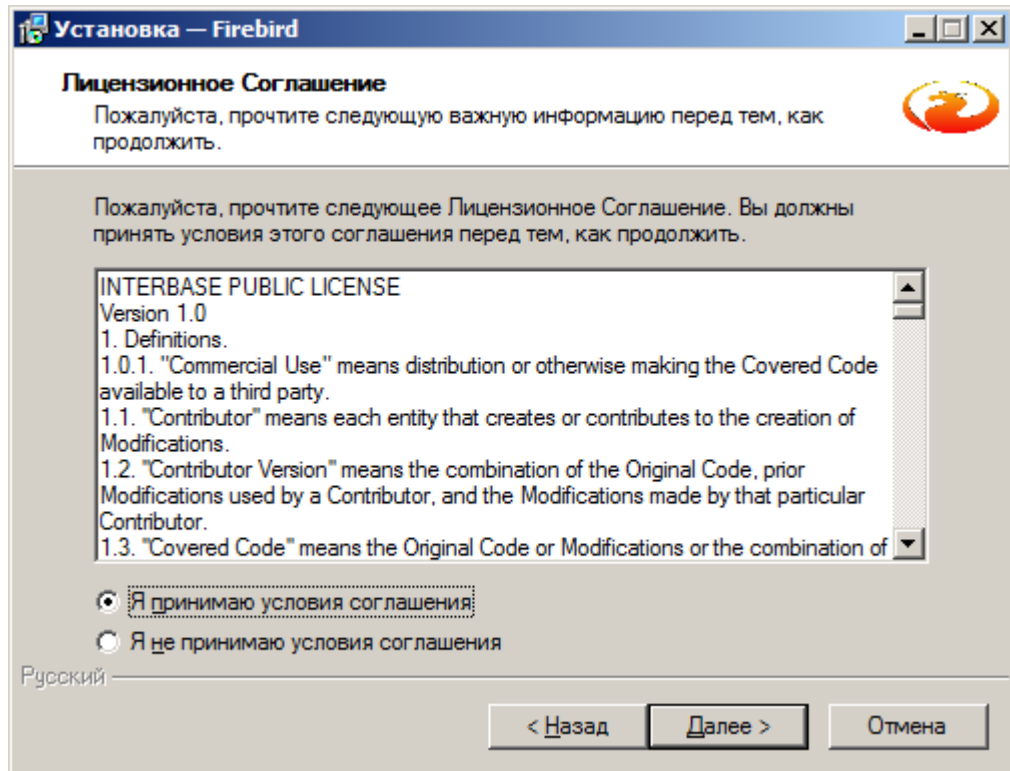 Установка — Firebird
Лицензионное Соглашение
Пожалуйста, прочтите следующую важную информацию перед тем, как
продолжить.
Пожалуйста, прочтите следующее Лицензионное Соглашение. Вы должны
принять условия этого соглашения перед тем, как продолжить.
INTERBASE PUBLIC LICENSE
Version 1.0
1. Definitions.
1.0.1. "Commercial Use" means distribution or otherwise making the Covered Code
available to a third party.
1.1. "Contributor" means each entity that creates or contributes to the creation of
Modifications.
1.2. "Contributor Version" means the combination of the Original Code, prior
Modifications used by a Contributor, and the Modifications made by that particular
Contributor.
1.3. "Covered Code" means the Original Code or Modifications or the combination of
Я принимаю условия соглашения
Я не принимаю условия соглашения
Русский
< Назад Далее > Отмена